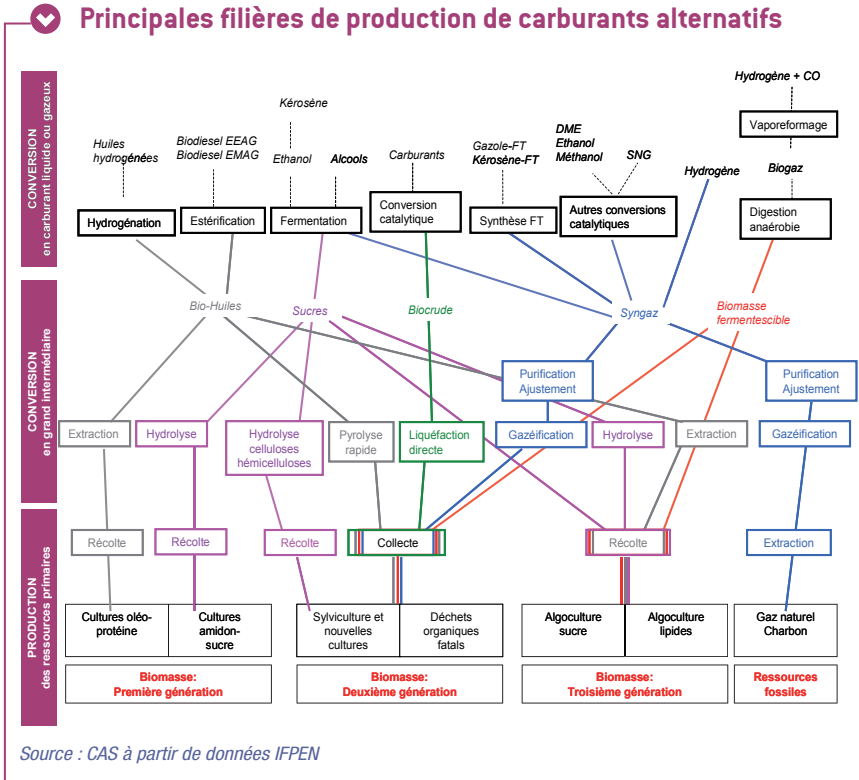 Principales filières de production de carburants alternatifs
CONVERSION
en carburant liquide ou gazeux
Hydrogène + CO
Kérosène
Vaporeformage
Huiles
hydrogénées
Biodiesel EEAG
Biodiesel EMAG
Ethanol
Alcools
Carburants
Gazole-FT
Kérosène-FT
DME
Ethanol
Méthanol
SNG
Hydrogène
Biogaz
Hydrogénation
Estérification
Fermentation
Conversion
catalytique
Synthèse FT
Autres conversions
catalytiques
Digestion
anaérobie
CONVERSION
en grand intermédiaire
Bio-Huiles
Sucres
Biocrude
Syngaz
Biomasse
fermentescible
Purification
Ajustement
Purification
Ajustement
Extraction
Hydrolyse
Hydrolyse
celluloses
hémicelluloses
Pyrolyse
rapide
Liquéfaction
directe
Gazéification
Hydrolyse
Extraction
Gazéification
PRODUCTION
des ressources primaires
Récolte
Récolte
Récolte
Collecte
Récolte
Extraction
Cultures oléo-
protéine
Cultures
amidon-
sucre
Sylviculture et
nouvelles
cultures
Déchets
organiques
fatals
Algoculture
sucre
Algoculture
lipides
Gaz naturel
Charbon
Biomasse:
Première génération
Biomasse:
Deuxième génération
Biomasse:
Troisième génération
Ressources
fossiles
Source : CAS à partir de données IFPEN